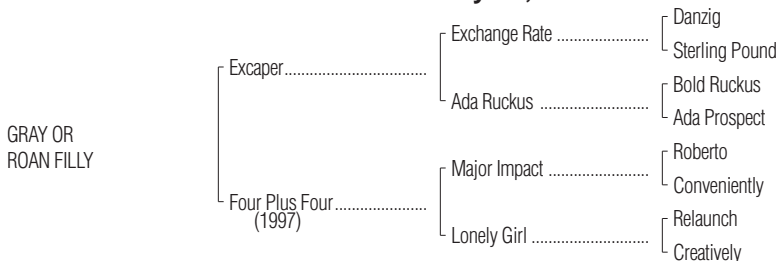 Danzig
Exchange Rate ........................
Sterling Pound
Excaper.................................
Bold Ruckus
Ada Ruckus ............................
Ada Prospect
GRAY OR
ROAN FILLY
Roberto
Major Impact ..........................
Conveniently
Four Plus Four.....................
(1997)
Relaunch
Lonely Girl ..............................
Creatively